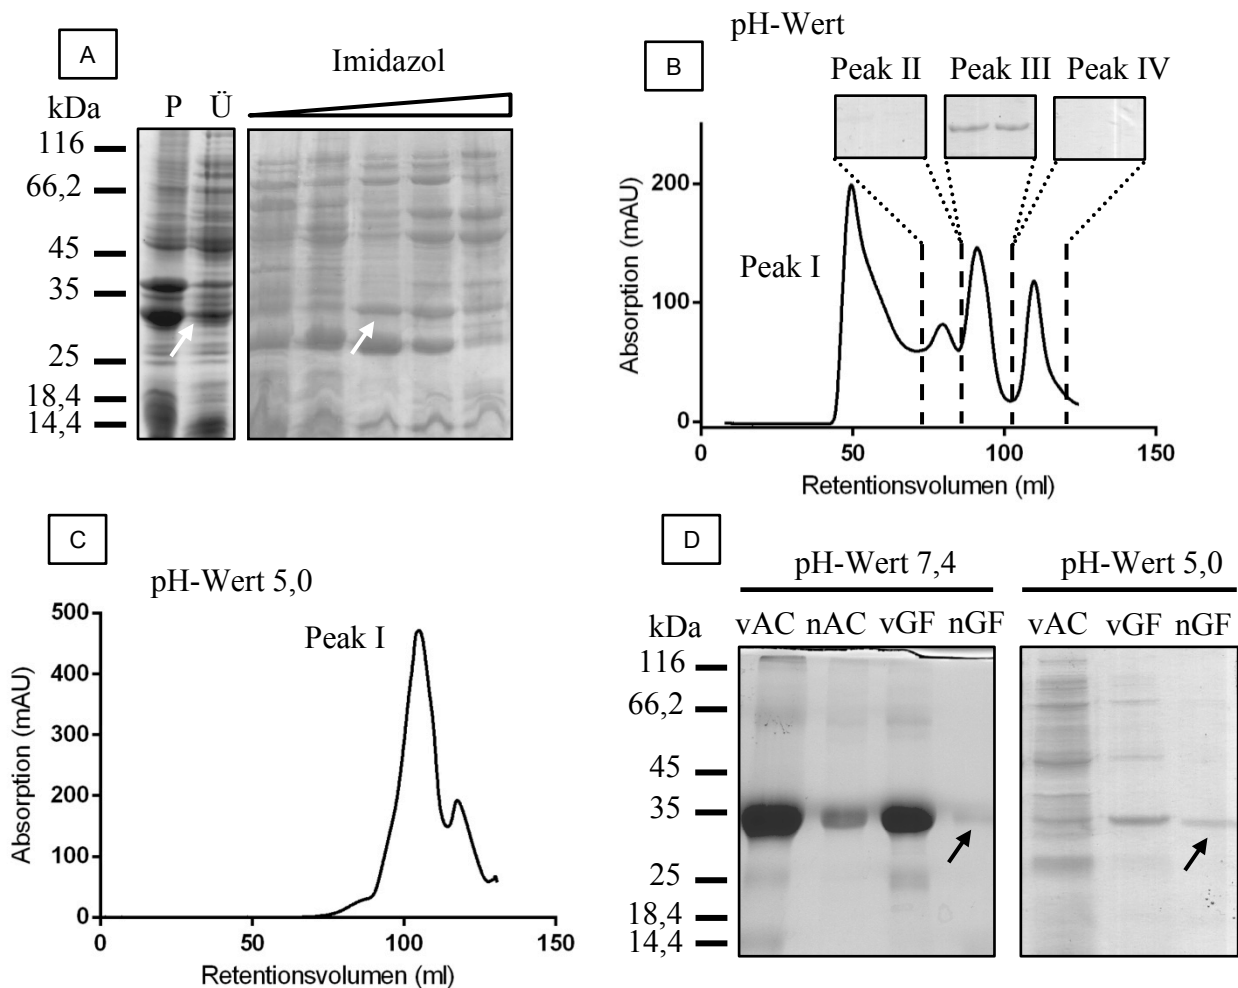 A
Imidazol
kDa P Ü
116
66,2
45
35
25
18,4
14,4
B
pH-Wert
Peak II Peak III Peak IV
Peak I
Absorption (mAU)
200
100
0
0 50 100 150
Retentionsvolumen (ml)
C
pH-Wert 5,0
Peak I
Absorption (mAU)
500
400
300
200
100
0
0 50 100 150
Retentionsvolumen (ml)
D
pH-Wert 7,4 pH-Wert 5,0
kDa vAC nAC vGF nGF vAC vGF nGF
116
66,2
45
35
25
18,4
14,4